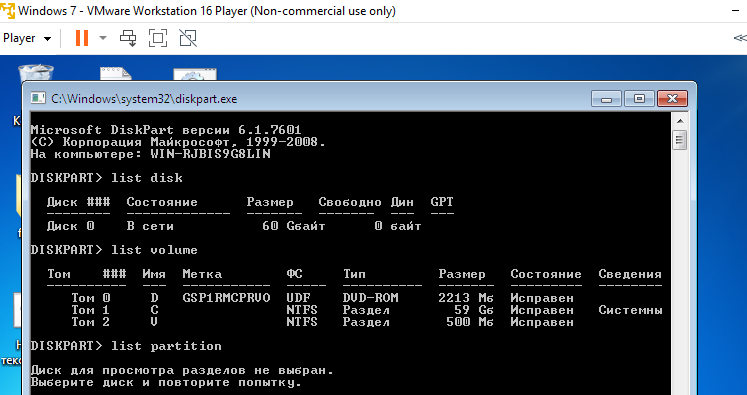 Windows 7 - VMware Workstation 16 Player (Non-commercial use only)
Player
C:\Windows\system32\diskpart.exe
Microsoft DiskPart версии 6.1.7601
(C) Корпорация Майкрософт, 1999-2008.
На компьютере: WIN-RJBIS9G8LIN
DISKPART> list disk
Диск ### Состояние Размер Свободно Дин GPT
-------- ------------- ------- ------- --- ---
Диск 0 В сети 60 Gбайт 0 байт
DISKPART> list volume
Том ### Имя Метка ФС Тип Размер Состояние Сведения
---------- --- ----------- ----- ---------- ------- --------- --------
Том 0 D GSP1RMCPRVO UDF DVD-ROM 2213 Mб Исправен
Том 1 C NTFS Раздел 59 Gб Исправен Системны
Том 2 V NTFS Раздел 500 Mб Исправен
DISKPART> list partition
Диск для просмотра разделов не выбран.
Выберите диск и повторите попытку.